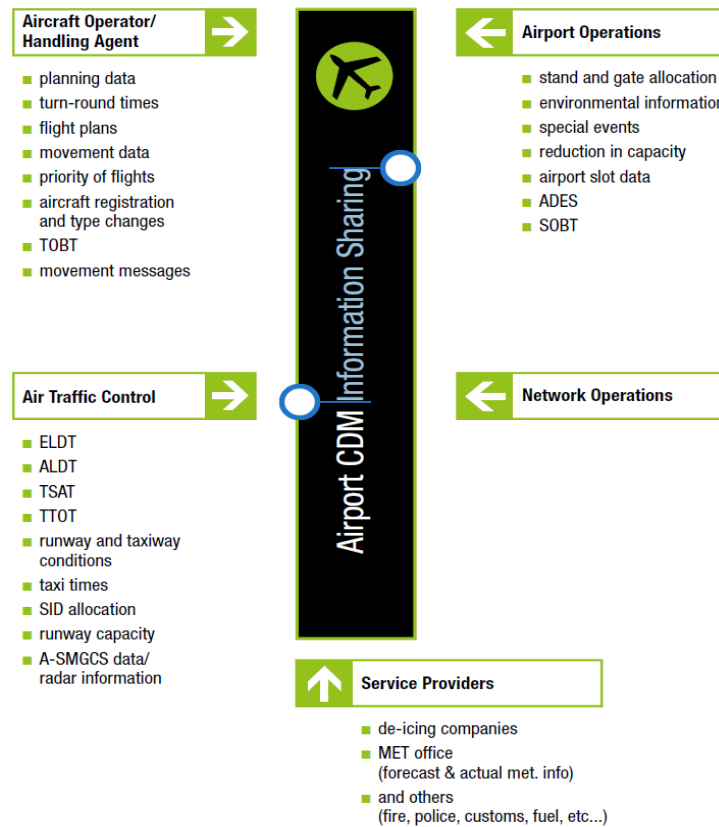 Aircraft Operator/
Handling Agent
planning data
turn-round times
flight plans
movement data
priority of flights
aircraft registration
and type changes
TOBT
movement messages
Airport Operations
stand and gate allocation
environmental information
special events
reduction in capacity
airport slot data
ADES
SOBT
Airport CDM Information Sharing
Air Traffic Control
ELDT
ALDT
TSAT
TTOT
runway and taxiway
conditions
taxi times
SID allocation
runway capacity
A-SMGCS data/
radar information
Network Operations
Service Providers
de-icing companies
MET office
(forecast & actual met. info)
and others
(fire, police, customs, fuel, etc...)